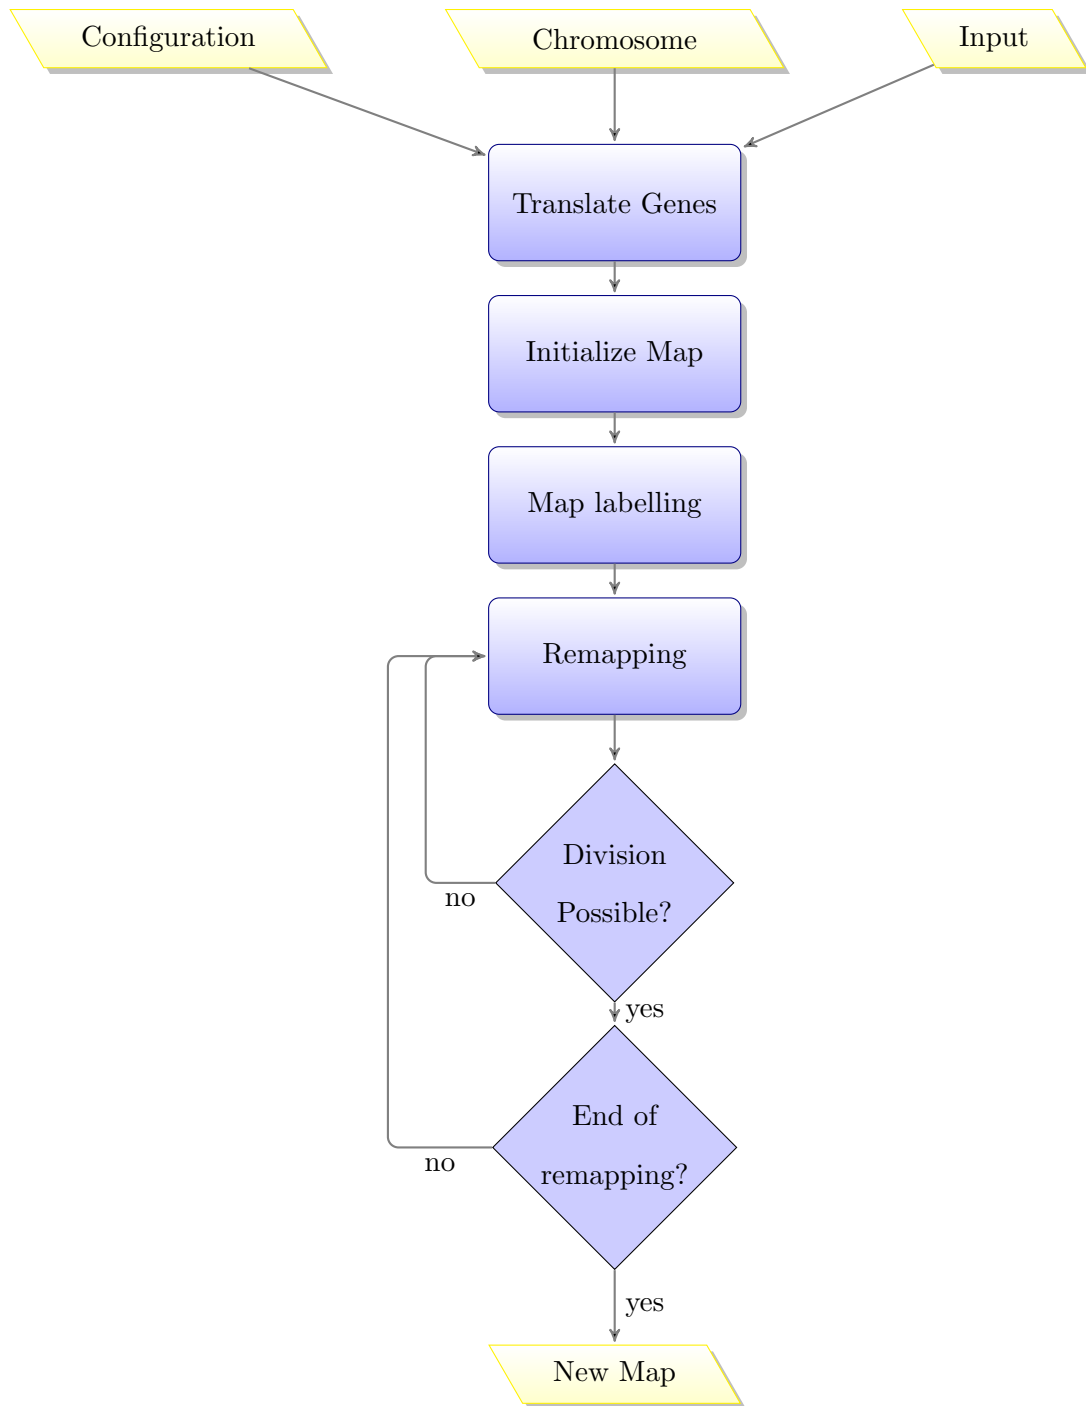 Configuration
Chromosome
Input
Translate Genes
Initialize Map
Map labelling
Remapping
Division
Possible?
no
yes
End of
remapping?
no
yes
New Map